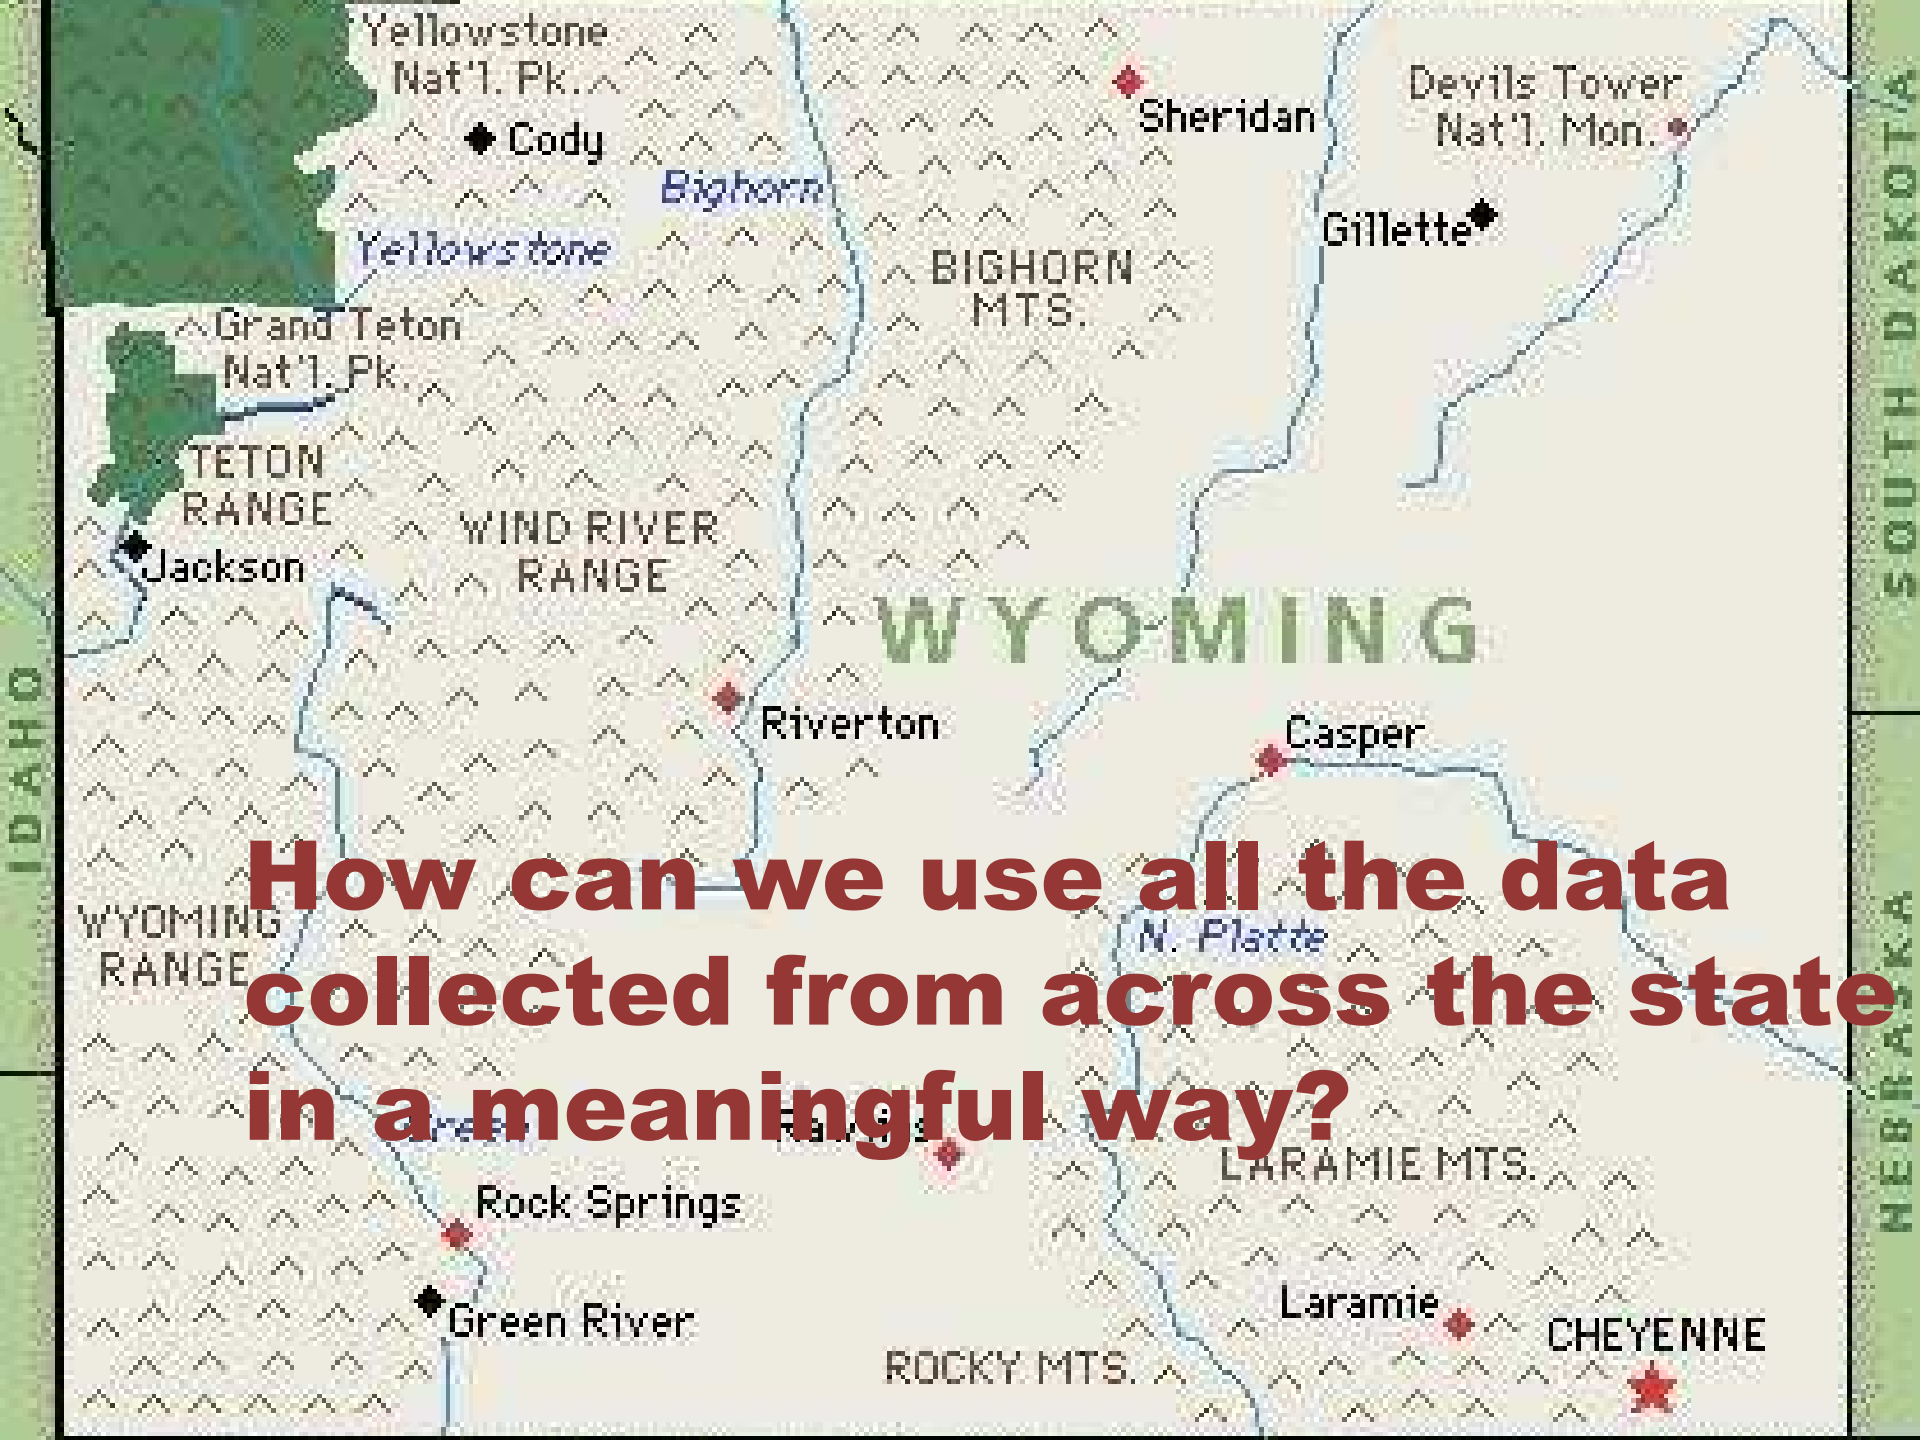 Yellowstone
Nat'l. Pk.
Cody
Sheridan
Devils Tower
Nat'l. Mon.
Bighorn
Gillette
Yellowstone
BIGHORN
MTS.
Grand Teton
Nat'l. Pk.
TETON
RANGE
WIND RIVER
RANGE
Jackson
SOUTH DAKOTA
WYOMING
IDAHO
Riverton
Casper
How can we use all the data
collected from across the state
in a meaningful way?
WYOMING
RANGE
N. Platte
NEBRASKA
LARAMIE MTS.
Rock Springs
Green River
Laramie
CHEYENNE
ROCKY MTS.